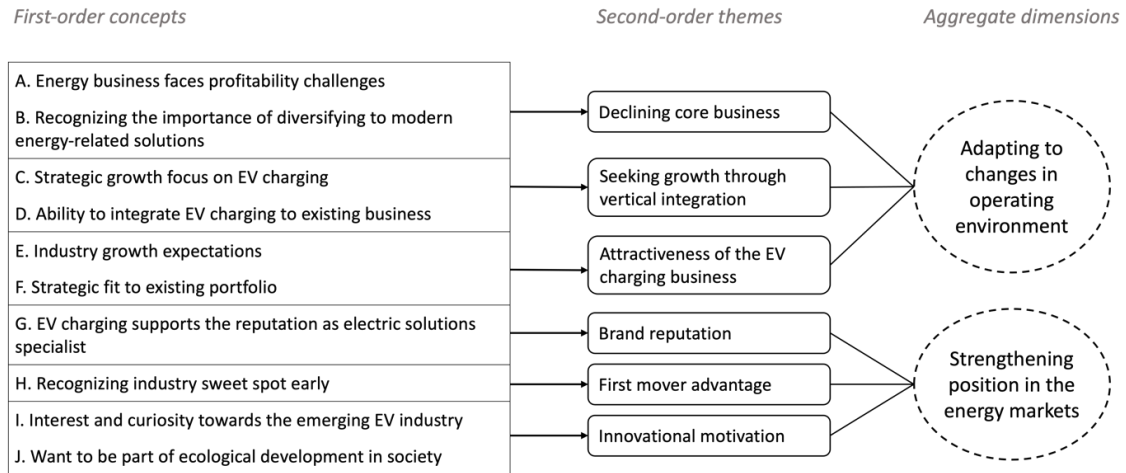 First-order concepts
Second-order themes
Aggregate dimensions
A. Energy business faces profitability challenges
B. Recognizing the importance of diversifying to modern
energy-related solutions
C. Strategic growth focus on EV charging
D. Ability to integrate EV charging to existing business
E. Industry growth expectations
F. Strategic fit to existing portfolio
G. EV charging supports the reputation as electric solutions
specialist
H. Recognizing industry sweet spot early
I. Interest and curiosity towards the emerging EV industry
J. Want to be part of ecological development in society
Declining core business
Seeking growth through
vertical integration
Attractiveness of the EV
charging business
Brand reputation
First mover advantage
Innovational motivation
Adapting to
changes in
operating
environment
Strengthening
position in the
energy markets